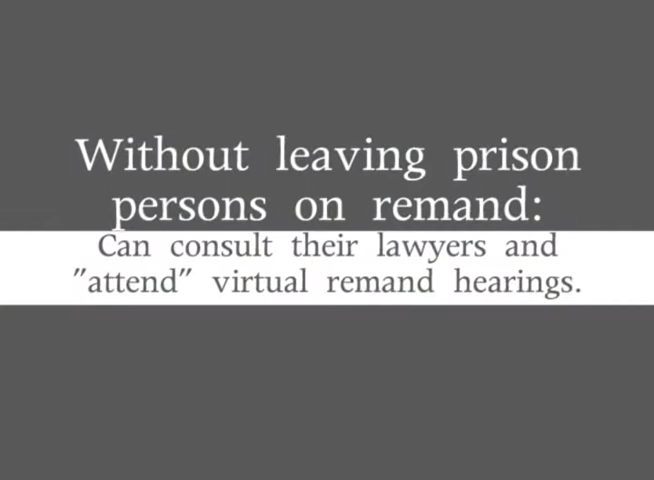 Without leaving prison
persons on remand:
Can consult their lawyers and
"attend" virtual remand hearings.